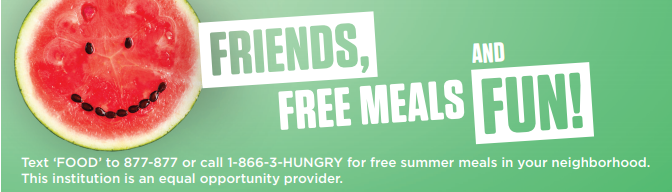 FRIENDS,
FREE MEALS AND FUN!
Text ‘FOOD’ to 877-877 or call 1-866-3-HUNGRY for free summer meals in your neighborhood.
This institution is an equal opportunity provider.